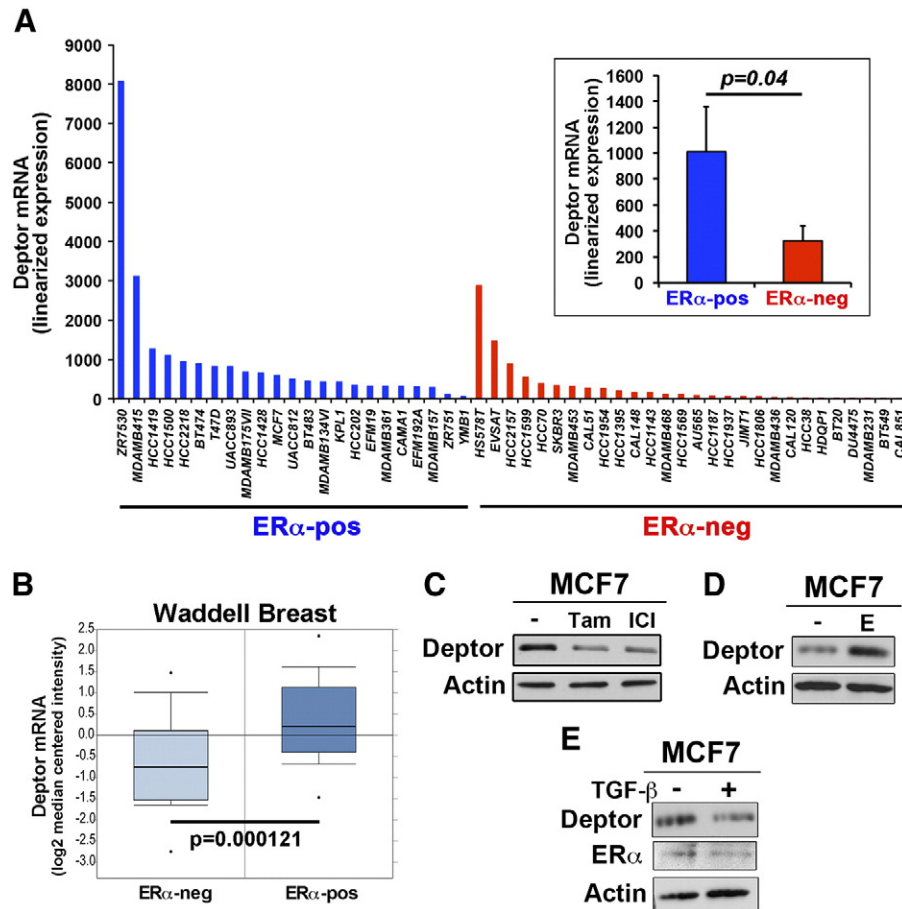 A
Deptor mRNA
(linearized expression)
9000
8000
7000
6000
5000
4000
3000
2000
1000
0
ZR7530
MDAMB415
HCC1419
HCC1500
HCC2218
BT474
T47D
UACC893
MDAMB175VII
HCC1428
MCF7
UACC812
BT483
MDAMB134VI
KPL1
HCC202
EFM19
MDAMB361
CAMA1
EFM192A
MDAMB157
ZR751
YMB1
HS578T
EVSAT
HCC2157
HCC1599
HCC70
SKBR3
MDAMB453
CAL51
HCC1954
HCC1395
CAL148
HCC1143
MDAMB468
HCC1569
AU565
HCC1187
HCC1937
JIMT1
HCC1806
MDAMB436
CAL120
HCC38
HDQP1
BT20
DU4475
MDAMB231
BT549
CAL851
ERα-pos
ERα-neg
Deptor mRNA
(linearized expression)
1600
1400
1200
1000
800
600
400
200
0
p=0.04
ERα-pos
ERα-neg
B
Waddell Breast
Deptor mRNA
(log2 median centered intensity)
2.5
2.0
1.5
1.0
0.5
0.0
-0.5
-1.0
-1.5
-2.0
-2.5
-3.0
p=0.000121
ERα-neg
ERα-pos
C
MCF7
- Tam ICI
Deptor
Actin
D
MCF7
- E
Deptor
Actin
E
MCF7
TGF-β - +
Deptor
ERα
Actin